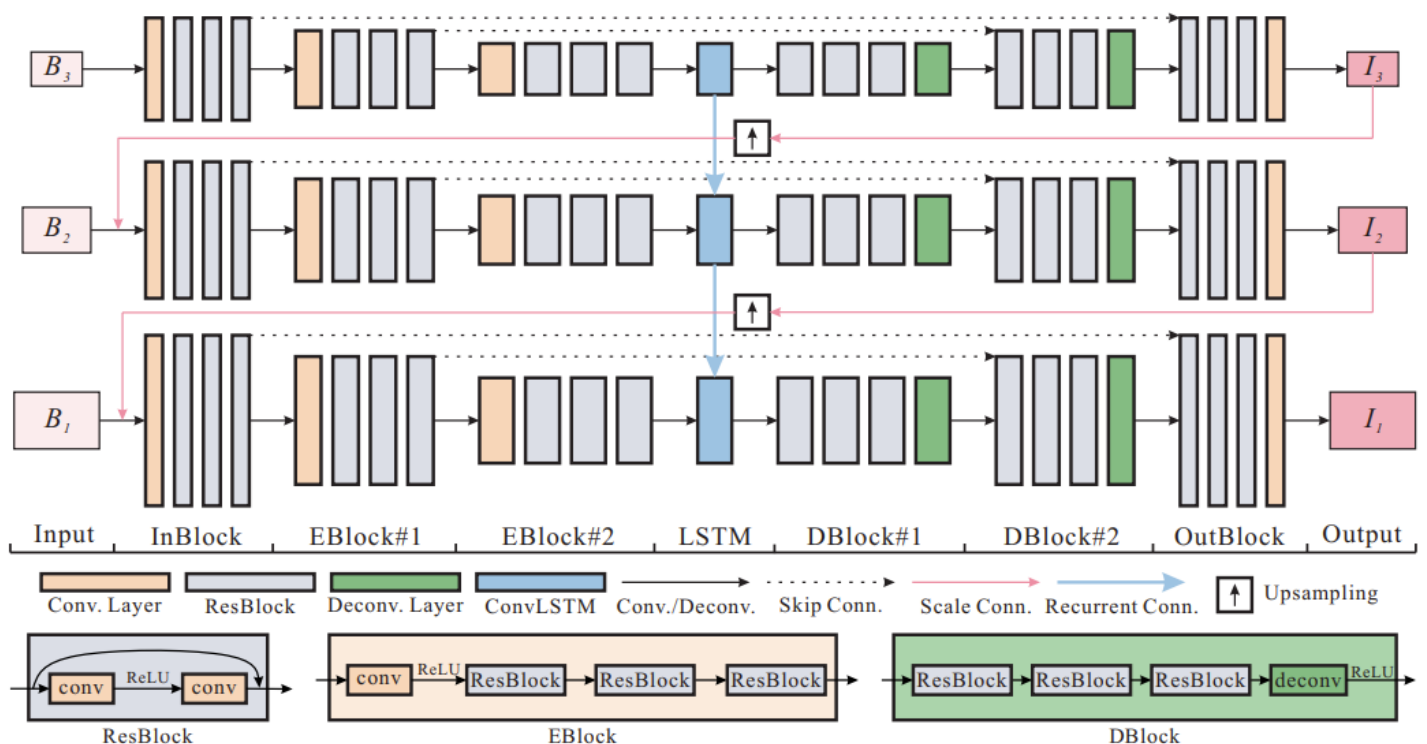 B₃
I₃
B₂
I₂
B₁
I₁
Input InBlock EBlock#1 EBlock#2 LSTM DBlock#1 DBlock#2 OutBlock Output
Conv. Layer ResBlock Deconv. Layer ConvLSTM Conv./Deconv. Skip Conn. Scale Conn. Recurrent Conn. Upsampling
conv ReLU conv
ResBlock
conv ReLU ResBlock ResBlock ResBlock
EBlock
ResBlock ResBlock ResBlock deconv ReLU
DBlock